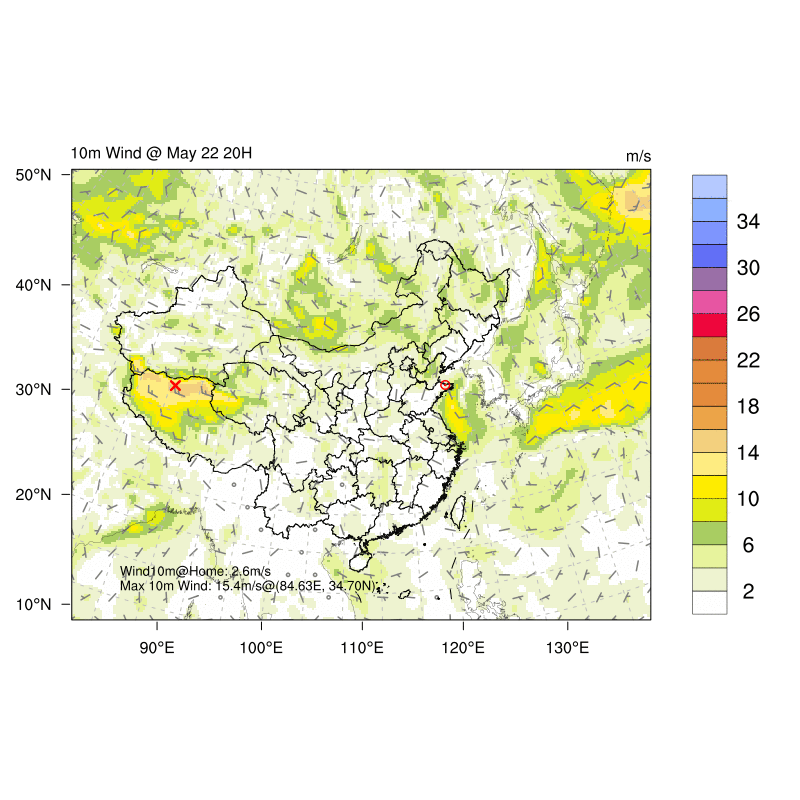 10m Wind @ May 22 20H
m/s
50°N
40°N
30°N
20°N
10°N
90°E
100°E
110°E
120°E
130°E
34
30
26
22
18
14
10
6
2
Wind10m@Home: 2.6m/s
Max 10m Wind: 15.4m/s@(84.63E, 34.70N)